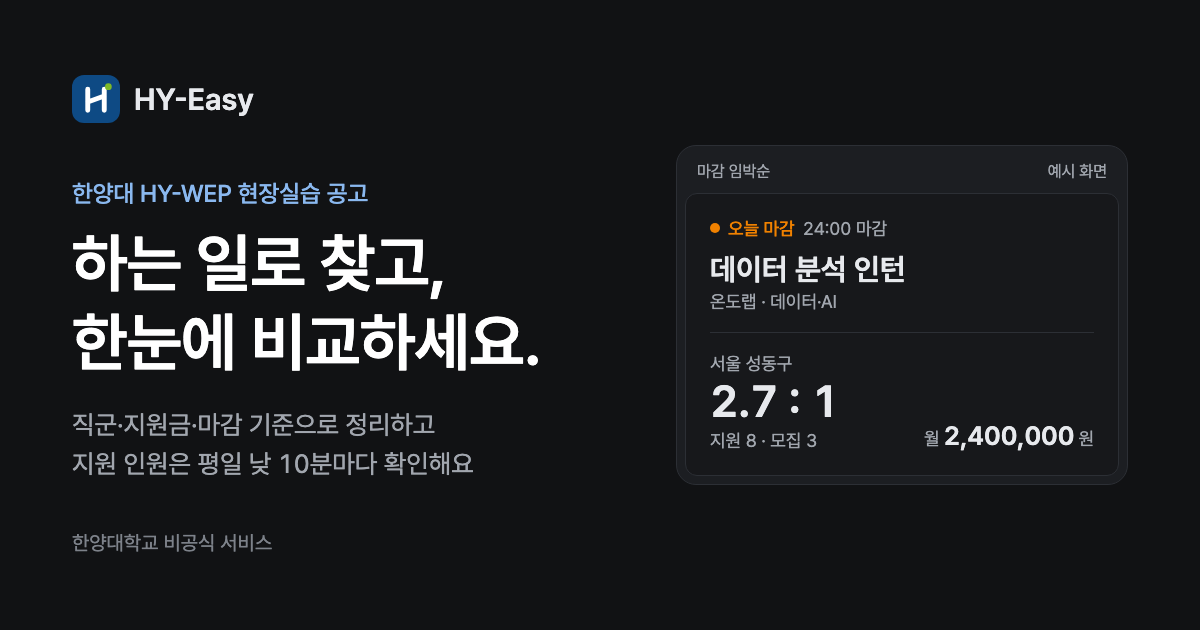 HY-Easy
한양대 HY-WEP 현장실습 공고
하는 일로 찾고,
한눈에 비교하세요.
직군·지원금·마감 기준으로 정리하고
지원 인원은 평일 낮 10분마다 확인해요
한양대학교 비공식 서비스
마감 임박순 예시 화면
오늘 마감 24:00 마감
데이터 분석 인턴
온도랩 · 데이터·AI
서울 성동구
2.7 : 1
지원 8 · 모집 3 월 2,400,000 원